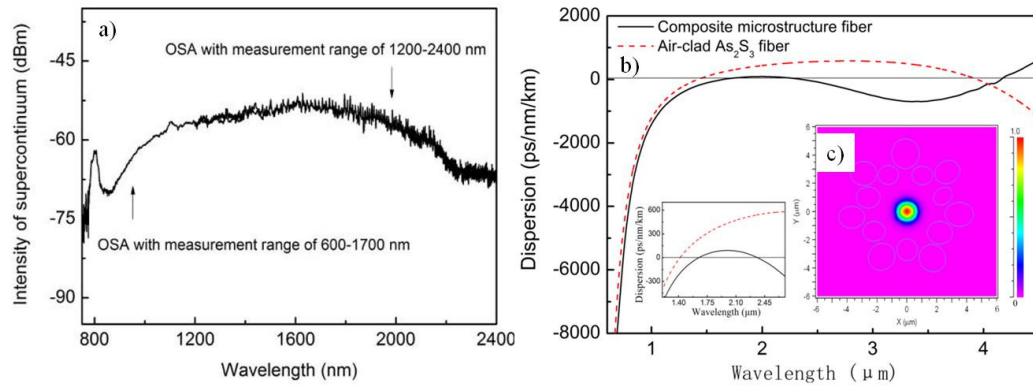 a)
Intensity of supercontinuum (dBm)
-45
-60
-75
-90
OSA with measurement range of 1200-2400 nm
OSA with measurement range of 600-1700 nm
800 1200 1600 2000 2400
Wavelength (nm)
Dispersion (ps/nm/km)
2000
0
-2000
-4000
-6000
-8000
Composite microstructure fiber
Air-clad As2S3 fiber
b)
c)
1.0
0
Y (μm)
6
4
2
0
-2
-4
-6
-6 -4 -2 0 2 4 6
X (μm)
Dispersion (ps/nm/km)
600
300
0
-300
1.40 1.75 2.10 2.45
Wavelength (μm)
1 2 3 4
Wavelength (μm)